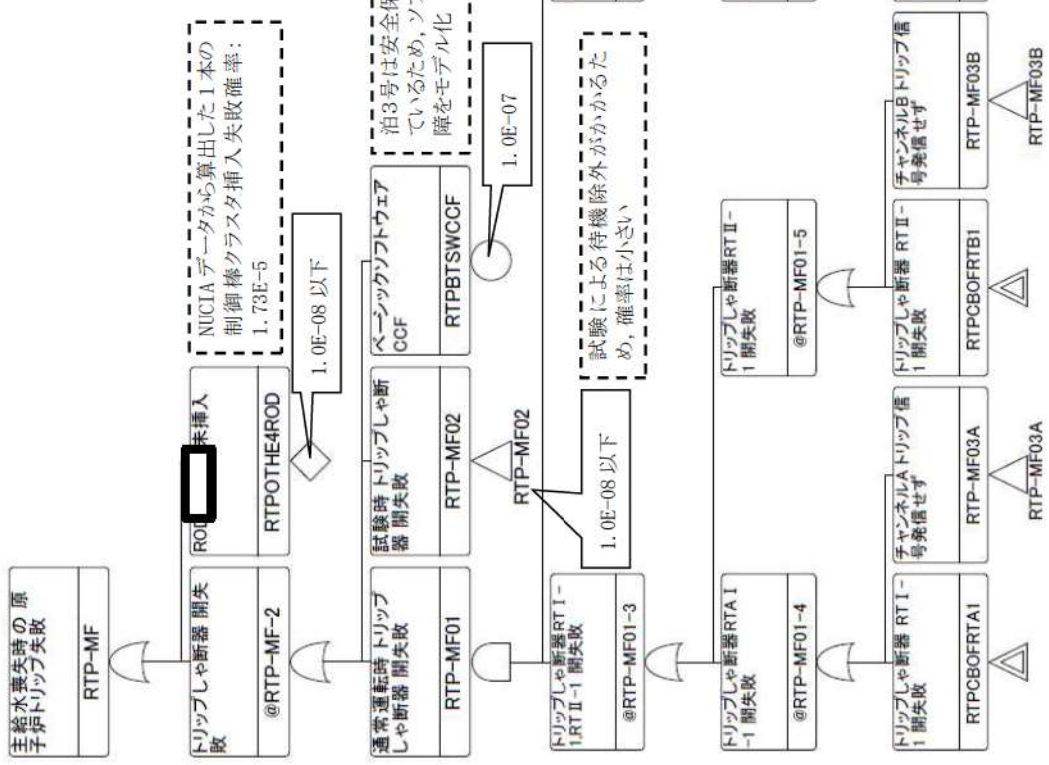 主給水喪失時の 原
子炉トリップ失敗
RTP-MF
トリップしゃ断器 開失
敗
@RTP-MF-2
ROD
未挿入
RTPOTHE4ROD
NUCIA データから算出した 1 本の
制御棒クラスタ挿入失敗確率:
1.73E-5
1.0E-08 以下
通常運転時 トリップ
しゃ断器 開失敗
RTP-MF01
試験時 トリップしゃ断
器 開失敗
RTP-MF02
RTP-MF02
ベーシックソフトウェア
CCF
RTPBTSWCCF
泊3号は安全保
ているため, ソフ
障をモデル化
1.0E-07
1.0E-08 以下
試験による待機除外がかかるた
め, 確率は小さい
トリップしゃ断器RTⅠ-
1,RTⅡ-1 開失敗
@RTP-MF01-3
トリップしゃ断器RTAⅠ
-1 開失敗
@RTP-MF01-4
トリップしゃ断器RTⅡ-
1 開失敗
@RTP-MF01-5
トリップしゃ断器 RTⅠ-
1 開失敗
RTPCBOFRTA1
チャンネルA トリップ信
号発信せず
RTP-MF03A
RTP-MF03A
トリップしゃ断器 RTⅡ-
1 開失敗
RTPCBOFRTB1
チャンネルB トリップ信
号発信せず
RTP-MF03B
RTP-MF03B